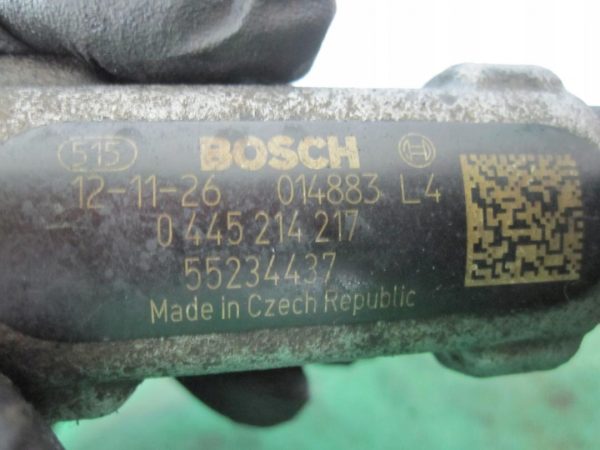 515 BOSCH
12-11-26 014883 L4
0 445 214 217
55234437
Made in Czech Republic